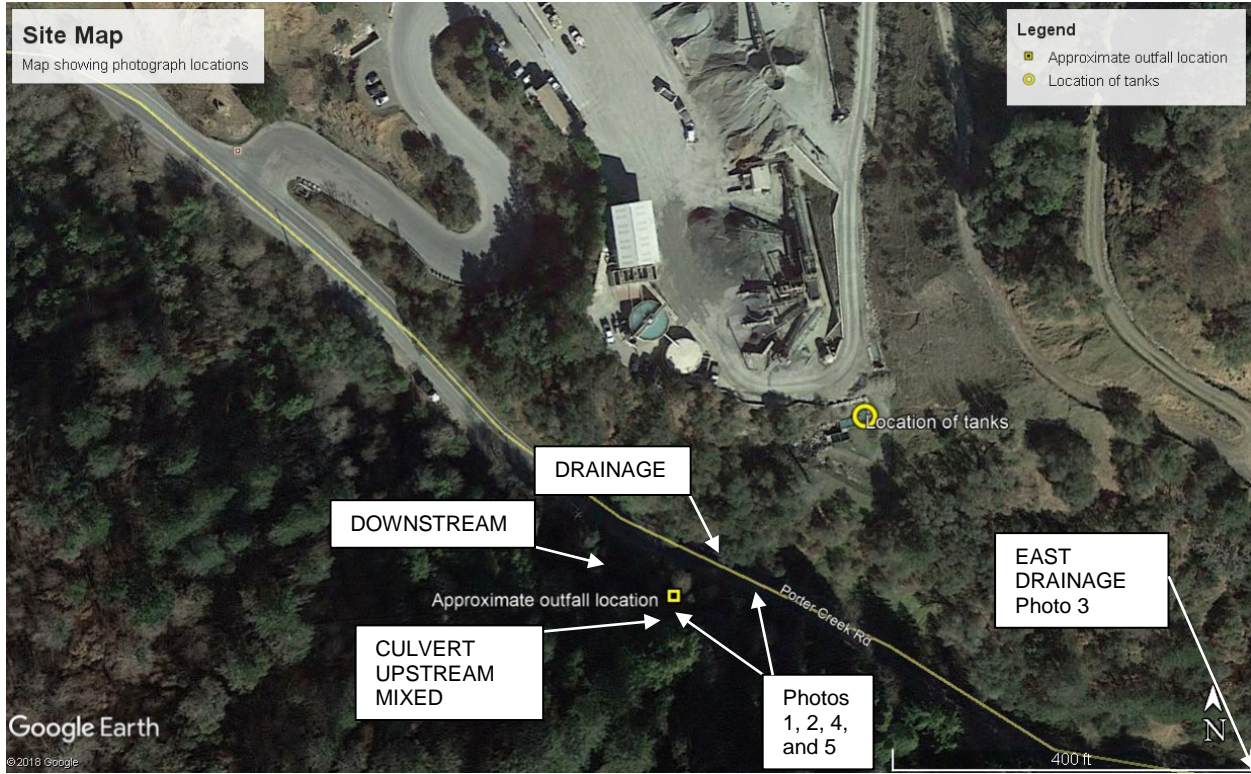 Site Map
Map showing photograph locations
Legend
Approximate outfall location
Location of tanks
Location of tanks
DRAINAGE
DOWNSTREAM
Approximate outfall location
Porter Creek Rd
EAST
DRAINAGE
Photo 3
CULVERT
UPSTREAM
MIXED
Photos
1, 2, 4,
and 5
N
Google Earth
©2018 Google
400 ft